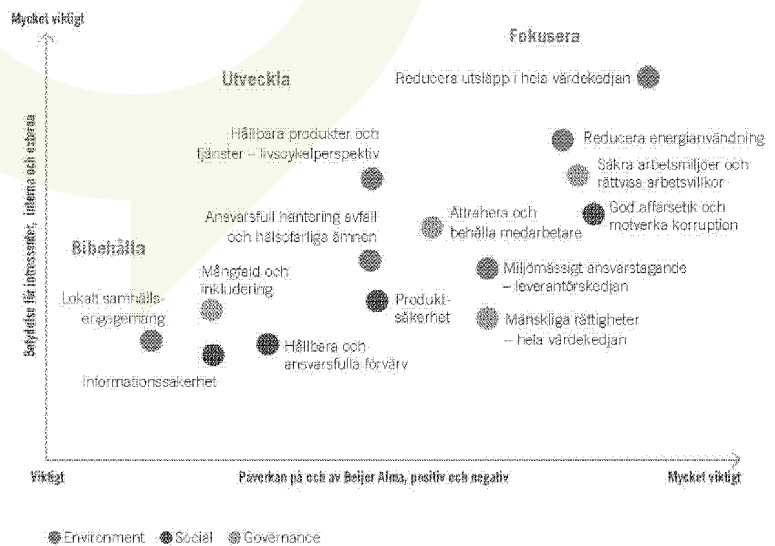 Mycket viktigt
Fokusera
Utveckla
Reducera utsläpp i hela värdekedjan
Hållbara produkter och
tjänster – livscykelperspektiv
Reducera energianvändning
Säkra arbetsmiljöer och
rättvisa arbetsvillkor
Ansvarsfull hantering avfall
och hälsofarliga ämnen
Attrahera och
behålla medarbetare
God affärsetik och
motverka korruption
Bibehålla
Mångfald och
inkludering
Miljömässigt ansvarstagande
– leverantörskedjan
Lokalt samhälls-
engagemang
Produkt-
säkerhet
Mänskliga rättigheter
– hela värdekedjan
Hållbara och
ansvarsfulla förvärv
Informationssäkerhet
Betydelse för intressenter, interna och externa
Viktigt
Påverkan på och av Beijer Alma, positiv och negativ
Mycket viktigt
Environment
Social
Governance